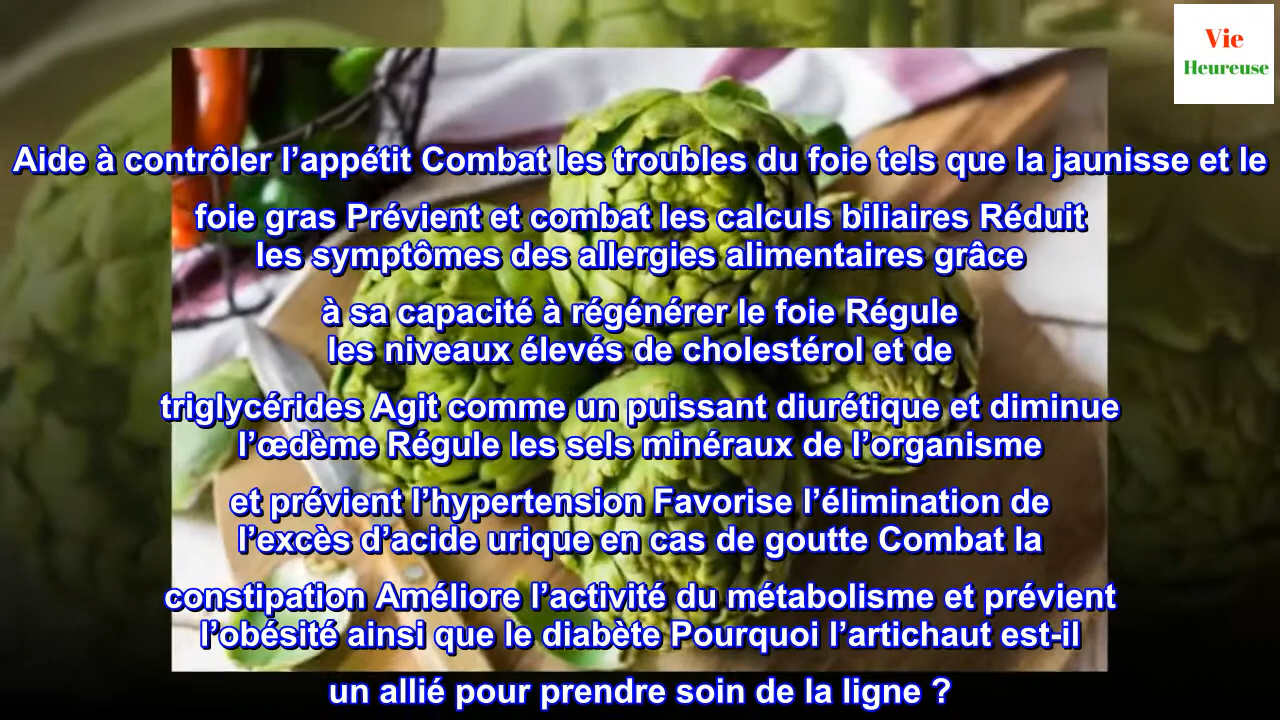 Vie
Heureuse
Aide à contrôler l’appétit Combat les troubles du foie tels que la jaunisse et le
foie gras Prévient et combat les calculs biliaires Réduit
les symptômes des allergies alimentaires grâce
à sa capacité à régénérer le foie Régule
les niveaux élevés de cholestérol et de
triglycérides Agit comme un puissant diurétique et diminue
l’œdème Régule les sels minéraux de l’organisme
et prévient l’hypertension Favorise l’élimination de
l’excès d’acide urique en cas de goutte Combat la
constipation Améliore l’activité du métabolisme et prévient
l’obésité ainsi que le diabète Pourquoi l’artichaut est-il
un allié pour prendre soin de la ligne ?